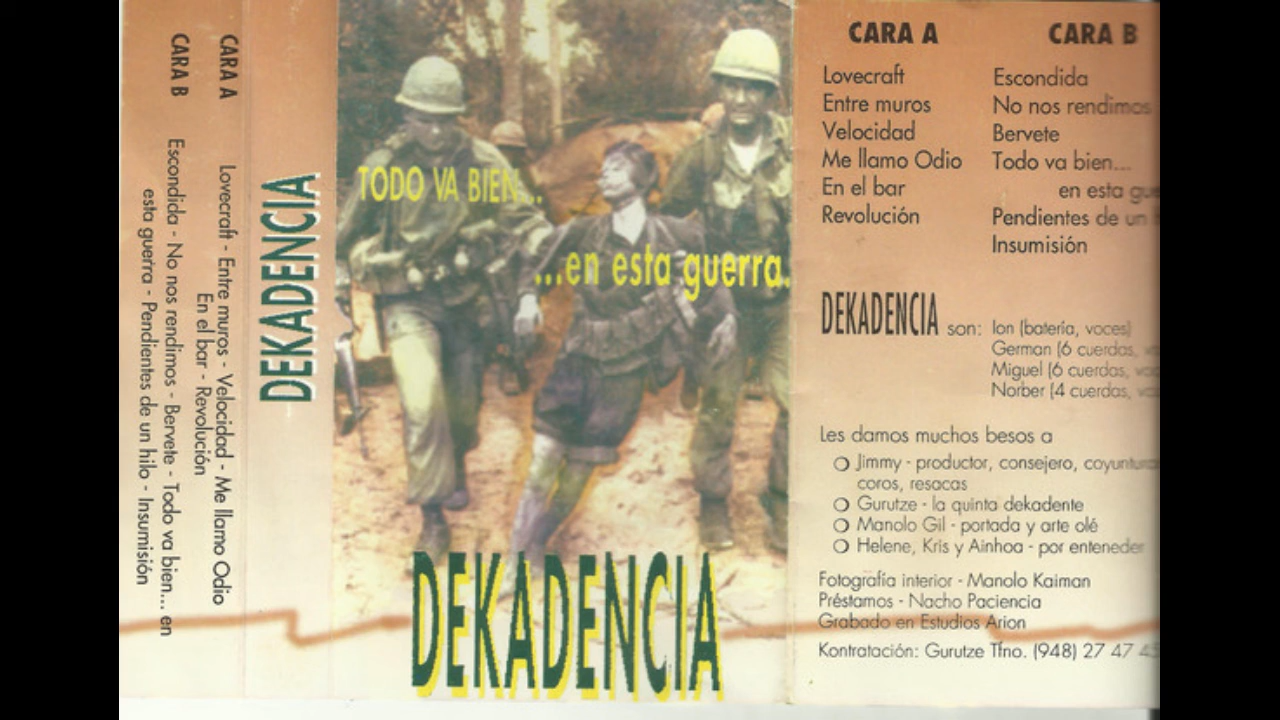 CARA A
Lovecraft - Entre muros - Velocidad - Me llamo Odio
En el bar - Revolución
CARA B
Escondida - No nos rendimos - Bervete - Todo va bien... en
esta guerra - Pendientes de un hilo - Insumisión
DEKADENCIA
TODO VA BIEN...
...en esta guerra.
DEKADENCIA
CARA A
Lovecraft
Entre muros
Velocidad
Me llamo Odio
En el bar
Revolución
CARA B
Escondida
No nos rendimos
Bervete
Todo va bien...
en esta gue
Pendientes de un
Insumisión
DEKADENCIA son: Ion (batería, voces)
German (6 cuerdas,
Miguel (6 cuerdas,
Norber (4 cuerdas,
Les damos muchos besos a
Jimmy - productor, consejero, coyuntura
coros, resacas
Gurutze - la quinta dekadente
Manolo Gil - portada y arte olé
Helene, Kris y Ainhoa - por enteneder
Fotografía interior - Manolo Kaiman
Préstamos - Nacho Paciencia
Grabado en Estudios Arion
Kontratación: Gurutze Tfno. (948) 27 47 45